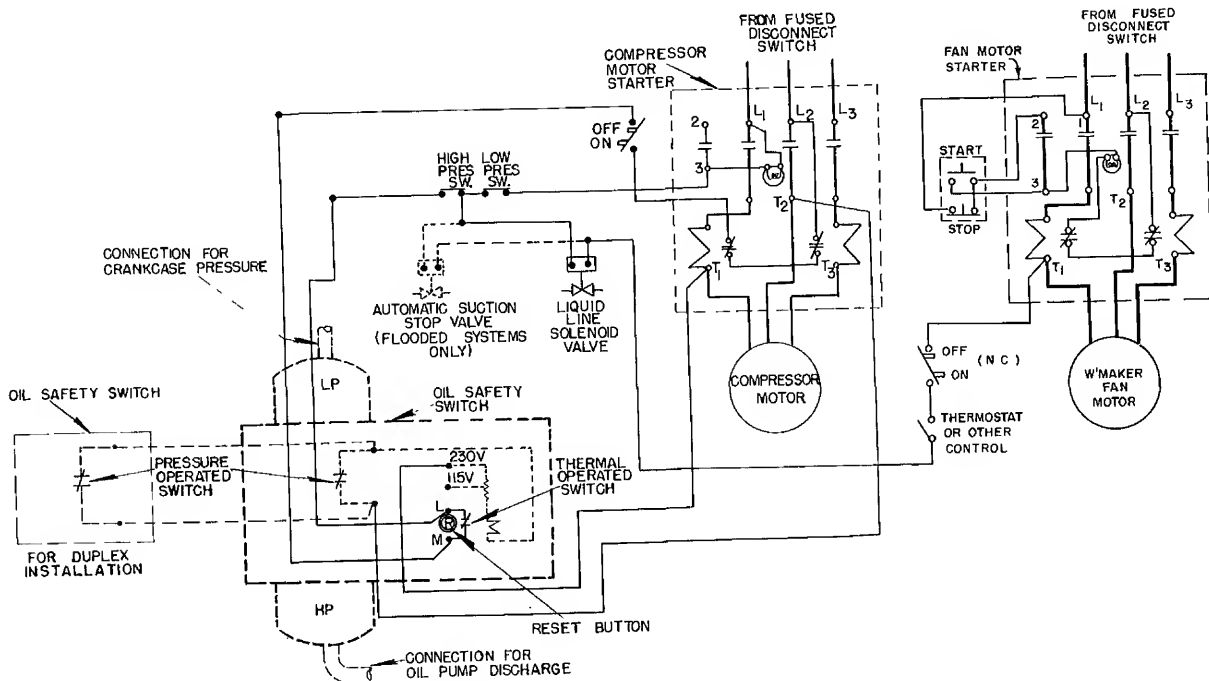 FROM FUSED
DISCONNECT
SWITCH
COMPRESSOR
MOTOR
STARTER
FROM FUSED
DISCONNECT
SWITCH
FAN MOTOR
STARTER
OFF
ON
HIGH
PRES
SW.
LOW
PRES
SW.
2
L1
L2
L3
3
T2
T1
T3
2
1
L1
L2
L3
START
3
T2
STOP
T1
T3
CONNECTION FOR
CRANKCASE PRESSURE
AUTOMATIC SUCTION
STOP VALVE
(FLOODED SYSTEMS
ONLY)
LIQUID
LINE
SOLENOID
VALVE
COMPRESSOR
MOTOR
OFF (NC)
ON
W'MAKER
FAN
MOTOR
THERMOSTAT
OR OTHER
CONTROL
LP
OIL SAFETY SWITCH
OIL SAFETY
SWITCH
PRESSURE
OPERATED
SWITCH
230V
115V
THERMAL
OPERATED
SWITCH
L
R
M
FOR DUPLEX
INSTALLATION
HP
RESET BUTTON
CONNECTION FOR
OIL PUMP DISCHARGE